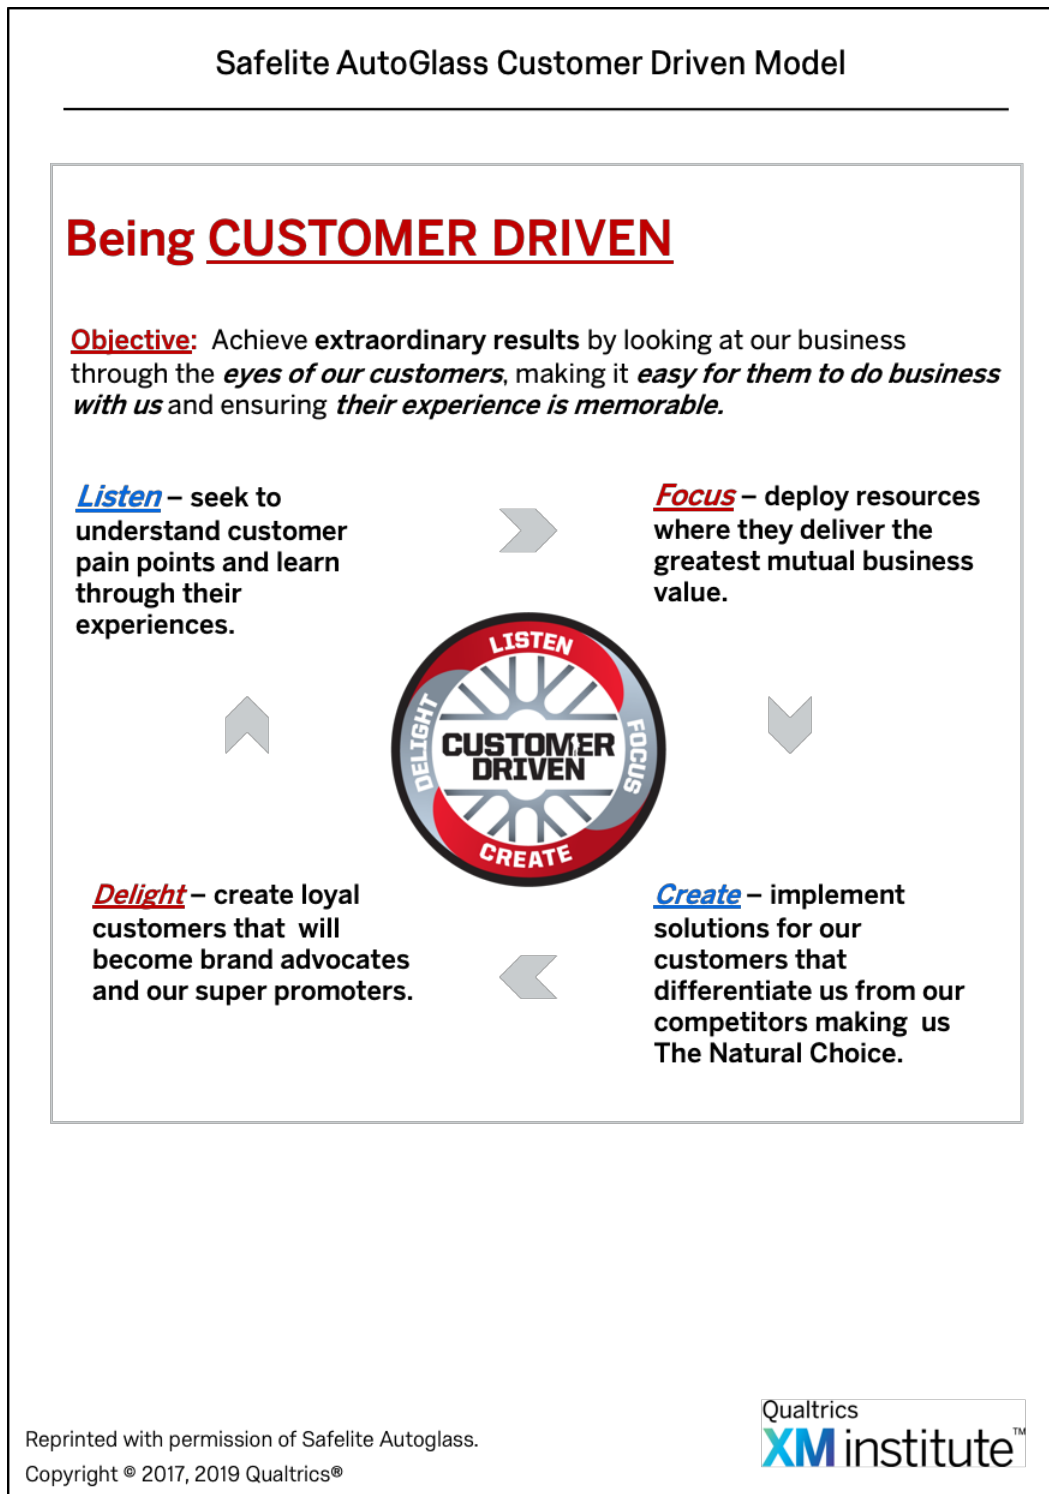 Safelite AutoGlass Customer Driven Model
Being CUSTOMER DRIVEN
Objective: Achieve extraordinary results by looking at our business
through the eyes of our customers, making it easy for them to do business
with us and ensuring their experience is memorable.
Listen – seek to
understand customer
pain points and learn
through their
experiences.
Focus – deploy resources
where they deliver the
greatest mutual business
value.
LISTEN
FOCUS
CREATE
DELIGHT
CUSTOMER
DRIVEN
Delight – create loyal
customers that  will
become brand advocates
and our super promoters.
Create – implement
solutions for our
customers that
differentiate us from our
competitors making  us
The Natural Choice.
Reprinted with permission of Safelite Autoglass.
Copyright © 2017, 2019 Qualtrics®
Qualtrics
XM institute™